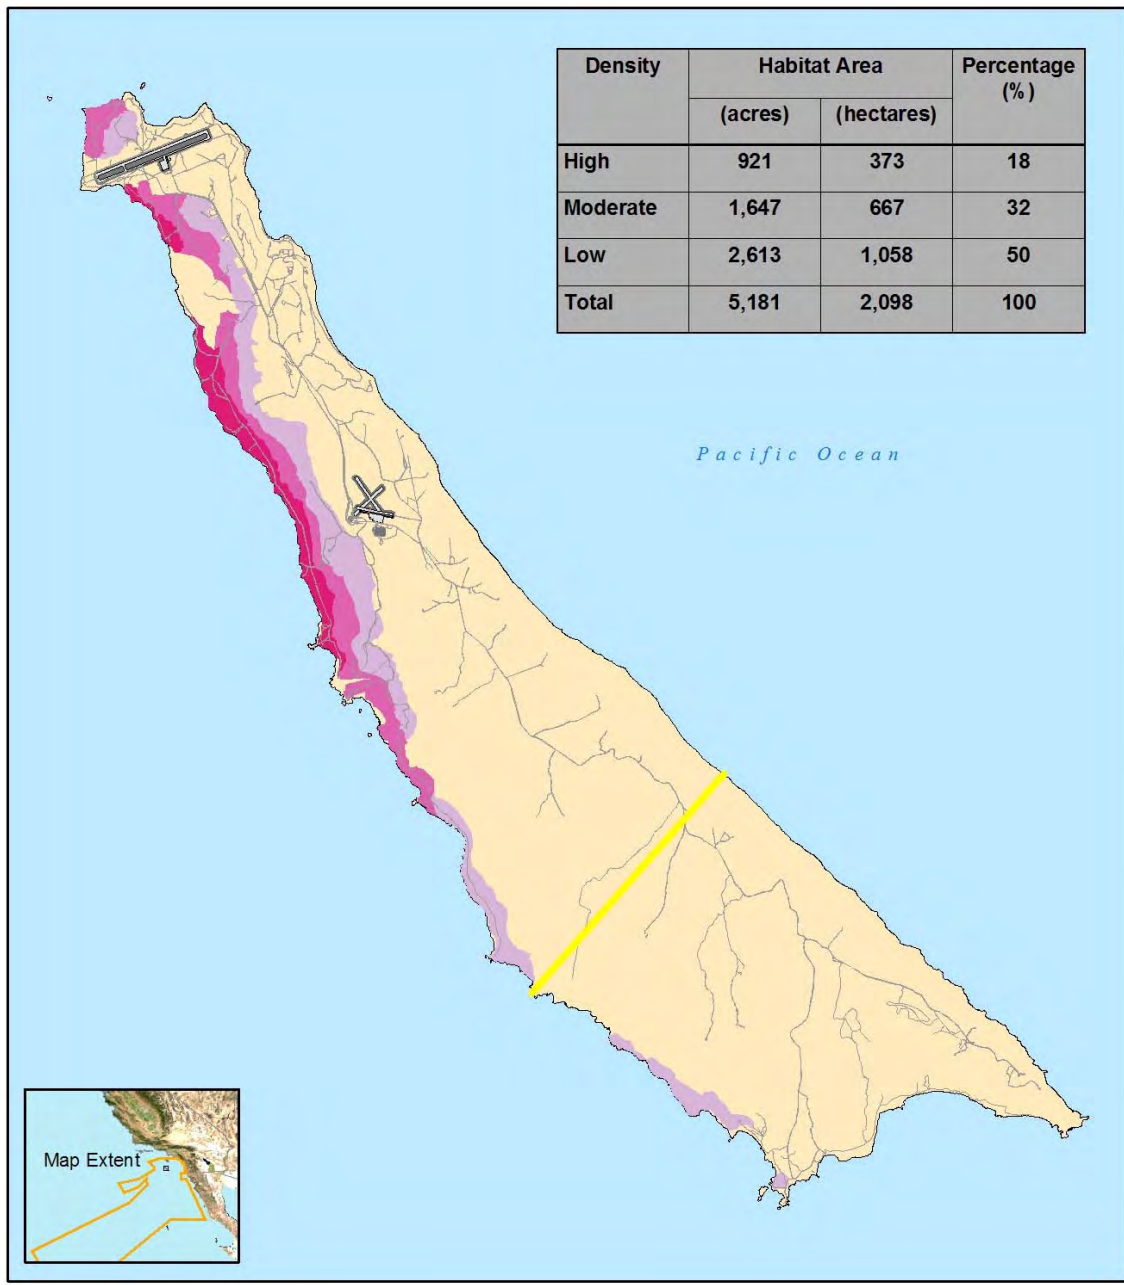 Density Habitat Area Percentage (%)
(acres) (hectares)
High 921 373 18
Moderate 1,647 667 32
Low 2,613 1,058 50
Total 5,181 2,098 100
Pacific Ocean
Map Extent